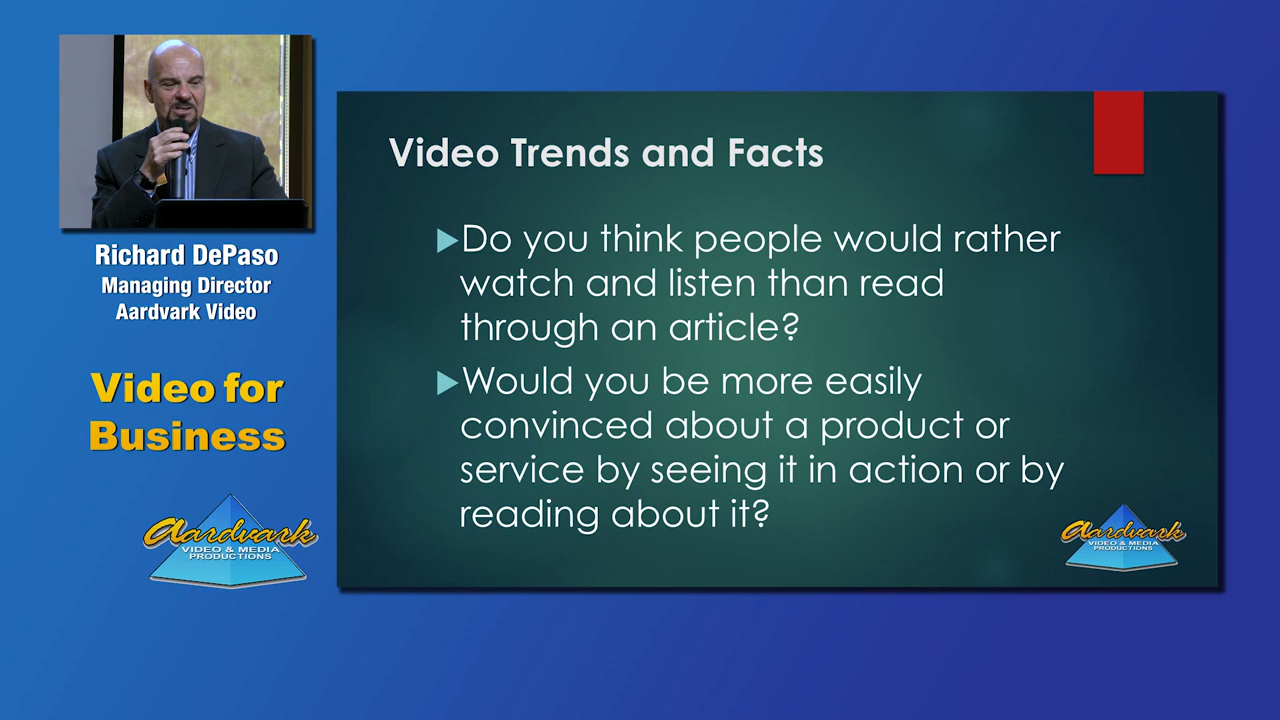 Richard DePaso
Managing Director
Aardvark Video
Video for
Business
Aardvark
VIDEO & MEDIA
PRODUCTIONS
Video Trends and Facts
Do you think people would rather
watch and listen than read
through an article?
Would you be more easily
convinced about a product or
service by seeing it in action or by
reading about it?
Aardvark
VIDEO & MEDIA
PRODUCTIONS